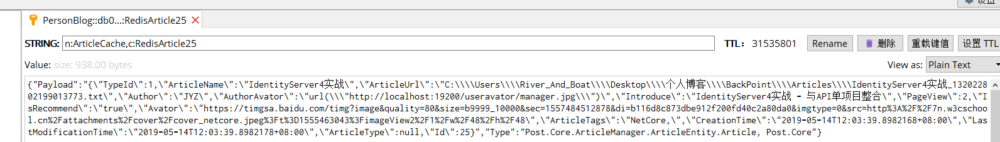 设置
PersonBlog::db0...:RedisArticle25
STRING: n:ArticleCache,c:RedisArticle25 TTL: 31535801 Rename 删除 重载键值 设置 TTL
Value: size: 938.00 bytes View as: Plain Text
{"Payload":"{\"TypeId\":1,\"ArticleName\":\"IdentityServer4实战\",\"ArticleUrl\":\"C:\\\\Users\\\\River_And_Boat\\\\Desktop\\\\个人博客\\\\BackPoint\\\\Articles\\\\IdentityServer4实战_1320228
02199013773.txt\",\"Author\":\"JYZ\",\"AuthorAvator\":\"url(\\\"http://localhost:19200/useravator/manager.jpg\\\")\",\"Introduce\":\"IdentityServer4实战 - 与API单项目整合\",\"PageView\":2,\"I
sRecommend\":\"true\",\"Avator\":\"https://timgsa.baidu.com/timg?image&quality=80&size=b9999_10000&sec=1557484512878&di=b116d8c873dbe912f200fd40c2a80da0&imgtype=0&src=http%3A%2F%2F7n.w3cschoo
l.cn%2Fattachments%2Fcover%2Fcover_netcore.jpeg%3Ft%3D1555463043%3FimageView2%2F1%2Fw%2F48%2Fh%2F48\",\"ArticleTags\":\"NetCore,\",\"CreationTime\":\"2019-05-14T12:03:39.8982168+08:00\",\"Las
tModificationTime\":\"2019-05-14T12:03:39.8982178+08:00\",\"ArticleType\":null,\"Id\":25}","Type":"Post.Core.ArticleManager.ArticleEntity.Article, Post.Core"}